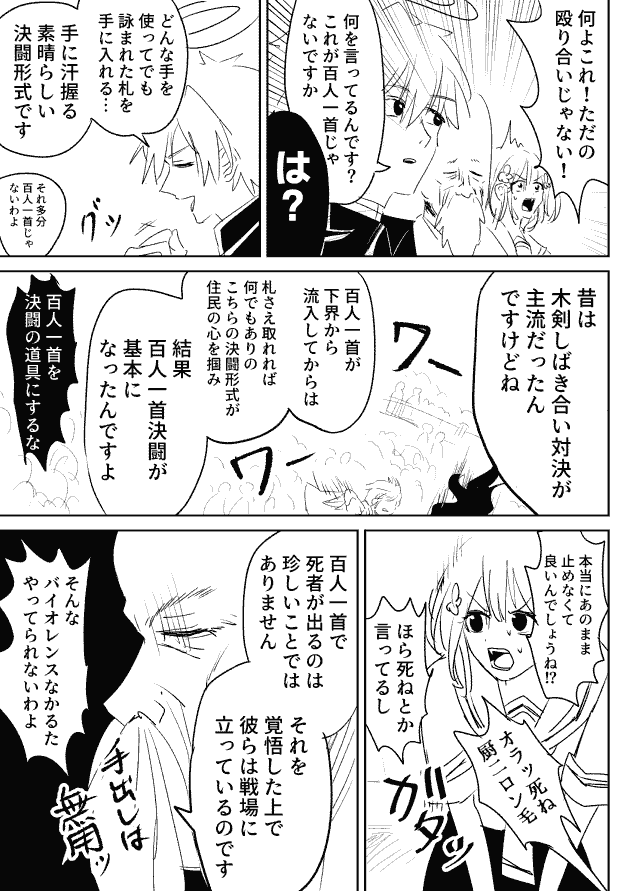 何よこれ！ただの
殴り合いじゃない！
何を言ってるんです？
これが百人一首じゃ
ないですか
は？
どんな手を
使ってでも
詠まれた札を
手に入れる…
手に汗握る
素晴らしい
決闘形式です
グッ
それ多分
百人一首じゃ
ないわよ
昔は
木剣しばき合い対決が
主流だったん
ですけどね
ワー
ワー
百人一首が
下界から
流入してからは
札さえ取れれば
何でもありの
こちらの決闘形式が
住民の心を掴み
結果
百人一首決闘が
基本に
なったんですよ
百人一首を
決闘の道具にするな
本当にあのまま
止めなくて
良いんでしょうね!?
ほら死ねとか
言ってるし
オラッ死ね
厨二ロン毛
ガタッ
百人一首で
死者が出るのは
珍しいことでは
ありません
それを
覚悟した上で
彼らは戦場に
立っているのです
手出しは
無用ッ
そんな
バイオレンスなかるた
やってられないわよ